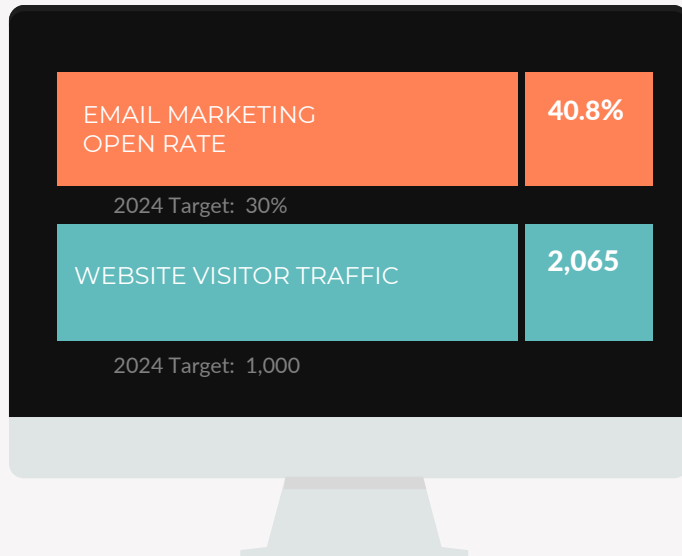 EMAIL MARKETING
OPEN RATE
40.8%
2024 Target: 30%
WEBSITE VISITOR TRAFFIC
2,065
2024 Target: 1,000